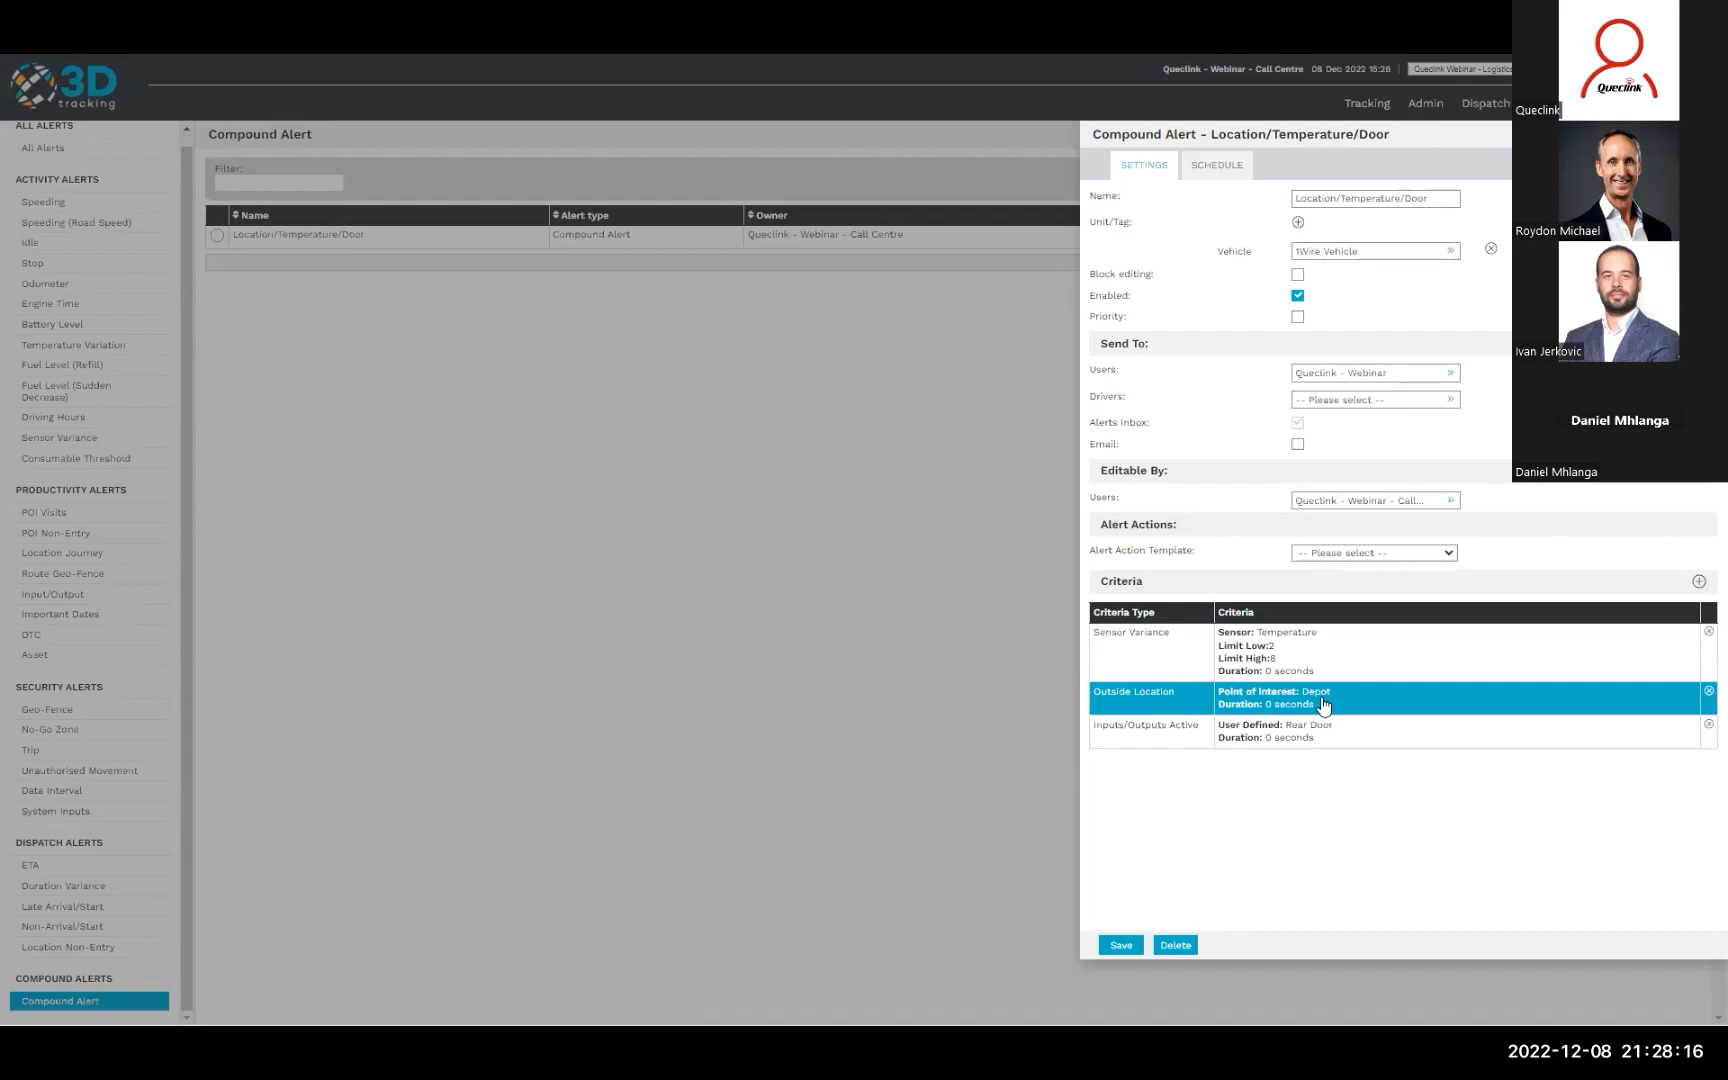 3D
tracking
Queclink - Webinar - Call Centre 08 Dec 2022 15:28 Queclink Webinar - Logistics
Tracking Admin Dispatch
ALL ALERTS
All Alerts
ACTIVITY ALERTS
Speeding
Speeding (Road Speed)
Idle
Stop
Odometer
Engine Time
Battery Level
Temperature Variation
Fuel Level (Refill)
Fuel Level (Sudden
Decrease)
Driving Hours
Sensor Variance
Consumable Threshold
PRODUCTIVITY ALERTS
POI Visits
POI Non-Entry
Location Journey
Route Geo-Fence
Input/Output
Important Dates
DTC
Asset
SECURITY ALERTS
Geo-Fence
No-Go Zone
Trip
Unauthorised Movement
Data Interval
System Inputs
DISPATCH ALERTS
ETA
Duration Variance
Late Arrival/Start
Non-Arrival/Start
Location Non-Entry
COMPOUND ALERTS
Compound Alert
Compound Alert
Filter:
Name Alert type Owner
Location/Temperature/Door Compound Alert Queclink - Webinar - Call Centre
Compound Alert - Location/Temperature/Door
SETTINGS SCHEDULE
Name: Location/Temperature/Door
Unit/Tag:
Vehicle 1Wire Vehicle »
Block editing:
Enabled:
Priority:
Send To:
Users: Queclink - Webinar »
Drivers: -- Please select -- »
Alerts Inbox:
Email:
Editable By:
Users: Queclink - Webinar - Call... »
Alert Actions:
Alert Action Template: -- Please select --
Criteria
Criteria Type Criteria
Sensor Variance Sensor: Temperature
Limit Low:2
Limit High:8
Duration: 0 seconds
Outside Location Point of Interest: Depot
Duration: 0 seconds
Inputs/Outputs Active User Defined: Rear Door
Duration: 0 seconds
Save Delete
Queclink
Queclink
Roydon Michael
Ivan Jerkovic
Daniel Mhlanga
Daniel Mhlanga
2022-12-08 21:28:16